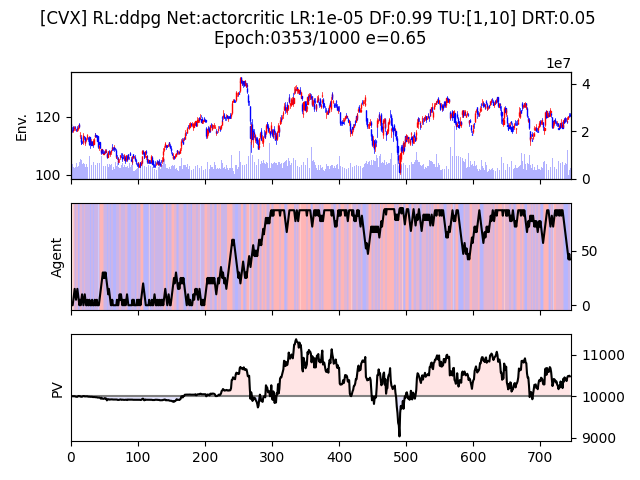 [CVX] RL:ddpg Net:actorcritic LR:1e-05 DF:0.99 TU:[1,10] DRT:0.05
Epoch:0353/1000 e=0.65
1e7
Env.
120
100
4
2
0
Agent
50
0
PV
11000
10000
9000
0 100 200 300 400 500 600 700